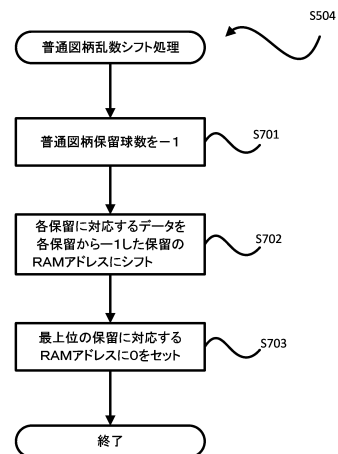 S504
普通図柄乱数シフト処理
普通図柄保留球数を－１
S701
各保留に対応するデータを
各保留から－１した保留の
ＲＡＭアドレスにシフト
S702
最上位の保留に対応する
ＲＡＭアドレスに０をセット
S703
終了